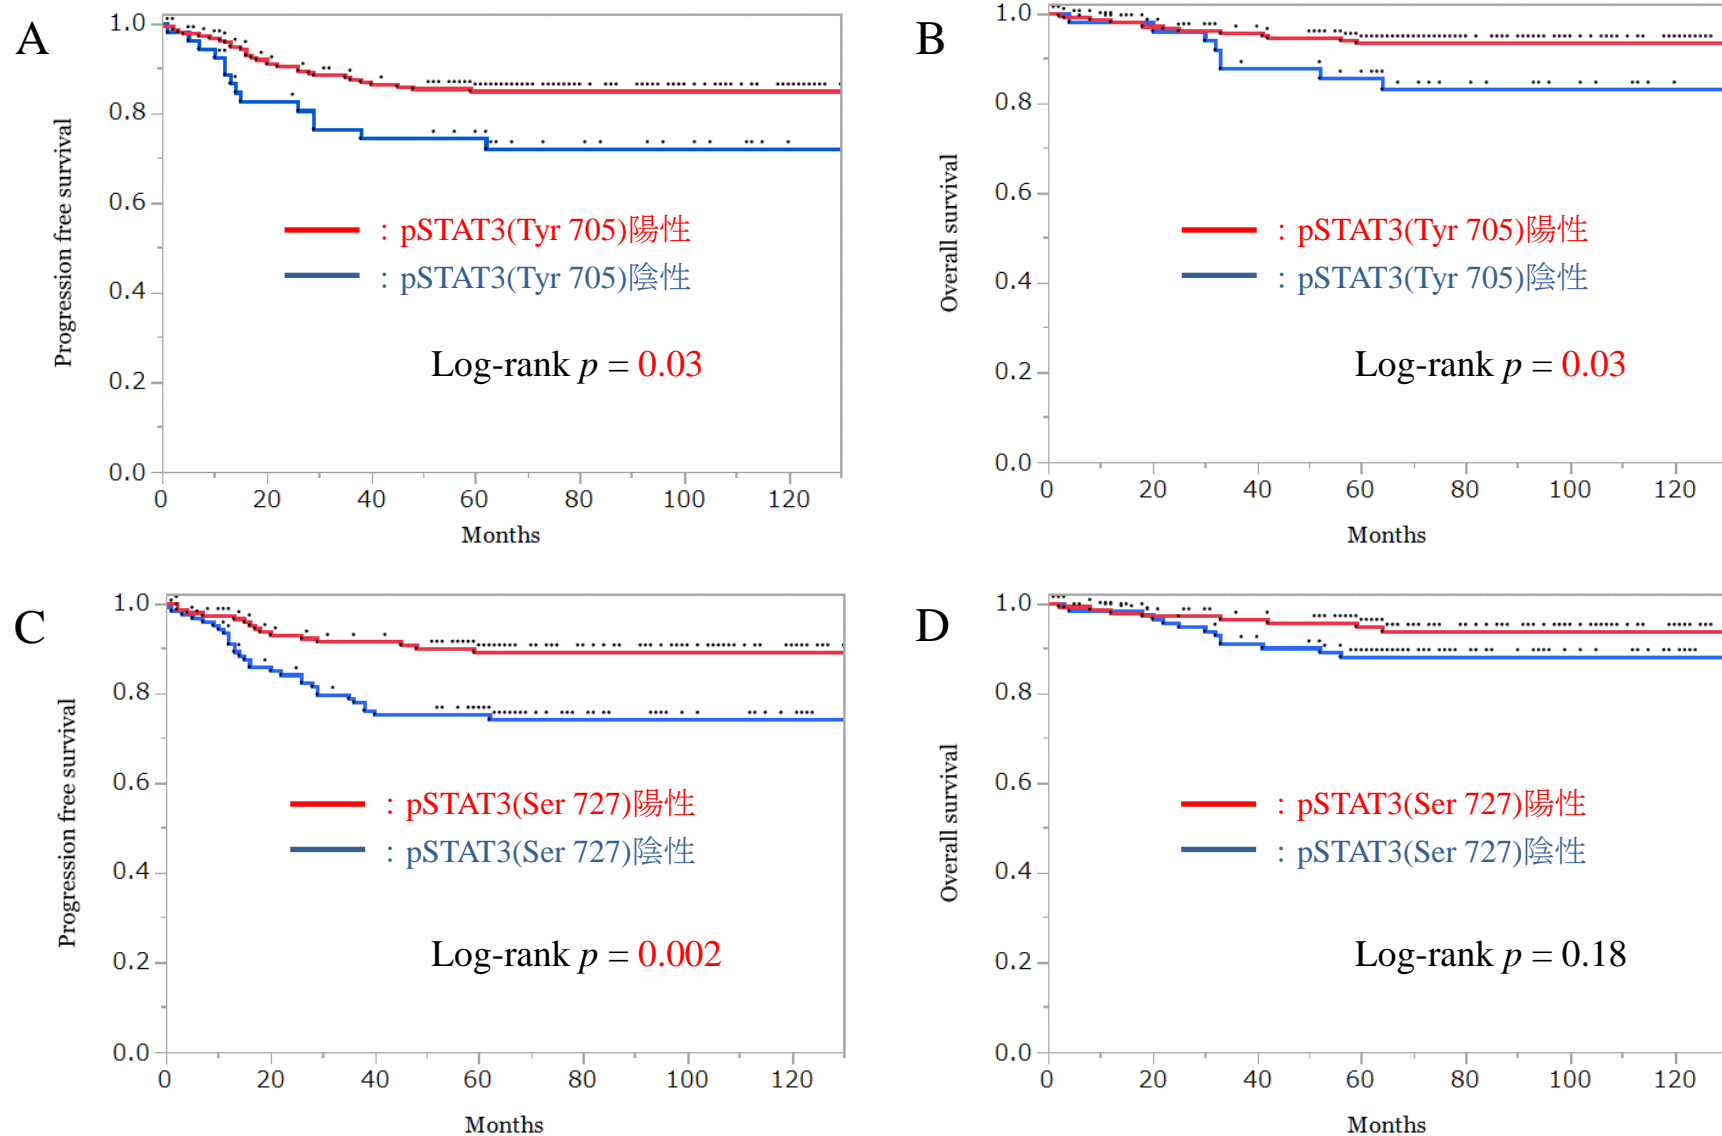 A
1.0
0.8
0.6
0.4
0.2
0.0
Progression free survival
: pSTAT3(Tyr 705)陽性
: pSTAT3(Tyr 705)陰性
Log-rank p = 0.03
0 20 40 60 80 100 120
Months
B
1.0
0.8
0.6
0.4
0.2
0.0
Overall survival
: pSTAT3(Tyr 705)陽性
: pSTAT3(Tyr 705)陰性
Log-rank p = 0.03
0 20 40 60 80 100 120
Months
C
1.0
0.8
0.6
0.4
0.2
0.0
Progression free survival
: pSTAT3(Ser 727)陽性
: pSTAT3(Ser 727)陰性
Log-rank p = 0.002
0 20 40 60 80 100 120
Months
D
1.0
0.8
0.6
0.4
0.2
0.0
Overall survival
: pSTAT3(Ser 727)陽性
: pSTAT3(Ser 727)陰性
Log-rank p = 0.18
0 20 40 60 80 100 120
Months